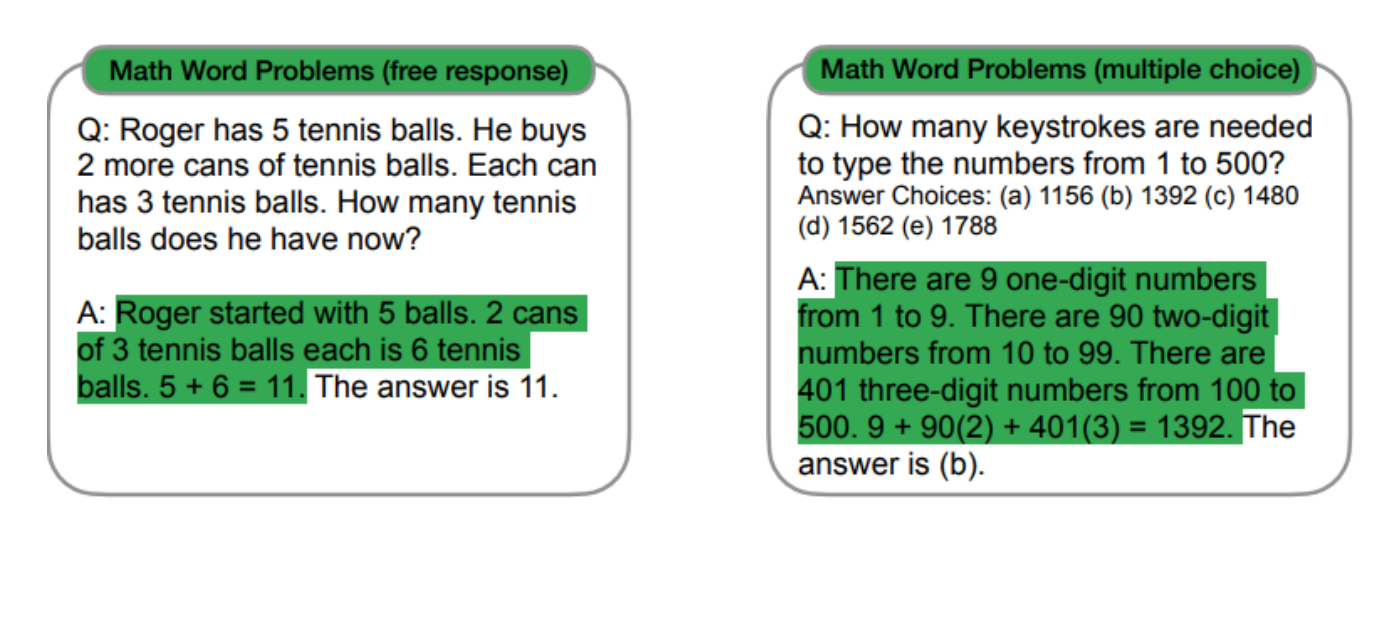 Math Word Problems (free response)
Q: Roger has 5 tennis balls. He buys
2 more cans of tennis balls. Each can
has 3 tennis balls. How many tennis
balls does he have now?
A: Roger started with 5 balls. 2 cans
of 3 tennis balls each is 6 tennis
balls. 5 + 6 = 11. The answer is 11.
Math Word Problems (multiple choice)
Q: How many keystrokes are needed
to type the numbers from 1 to 500?
Answer Choices: (a) 1156 (b) 1392 (c) 1480
(d) 1562 (e) 1788
A: There are 9 one-digit numbers
from 1 to 9. There are 90 two-digit
numbers from 10 to 99. There are
401 three-digit numbers from 100 to
500. 9 + 90(2) + 401(3) = 1392. The
answer is (b).